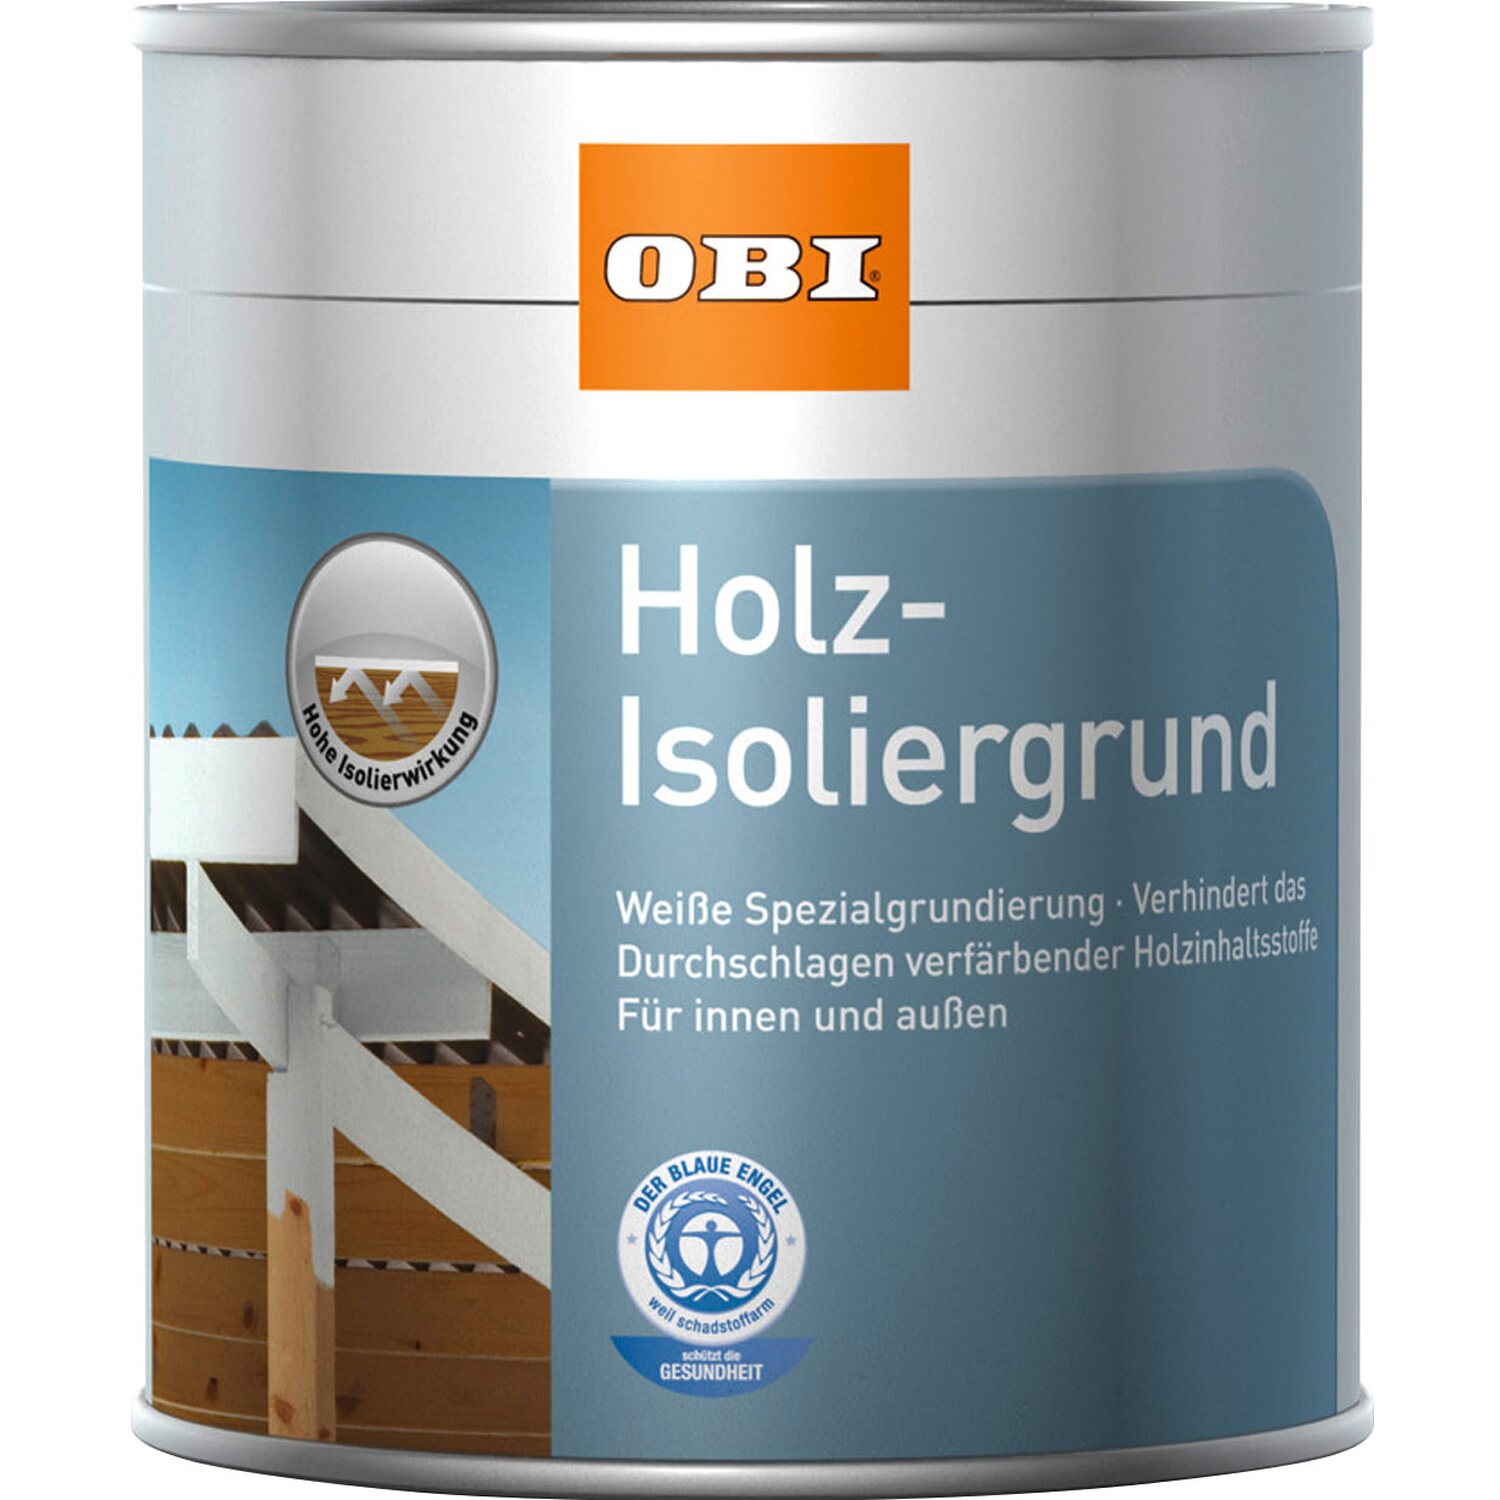 OBI®
Holz-
Isoliergrund
Hohe Isolierwirkung
Weiße Spezialgrundierung · Verhindert das
Durchschlagen verfärbender Holzinhaltsstoffe
Für innen und außen
DER BLAUE ENGEL
weil schadstoffarm
schützt die
GESUNDHEIT